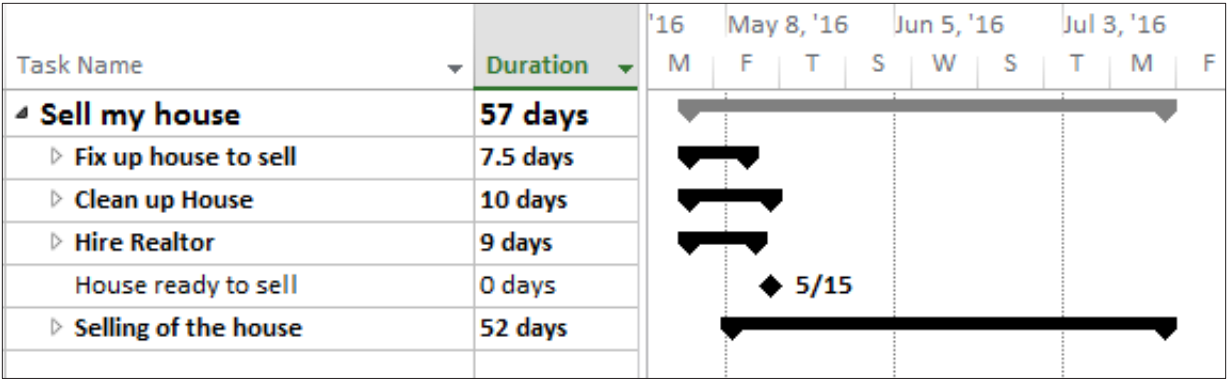 '16 May 8, '16 Jun 5, '16 Jul 3, '16
Task Name Duration M F T S W S T M F
Sell my house 57 days
Fix up house to sell 7.5 days
Clean up House 10 days
Hire Realtor 9 days
House ready to sell 0 days 5/15
Selling of the house 52 days